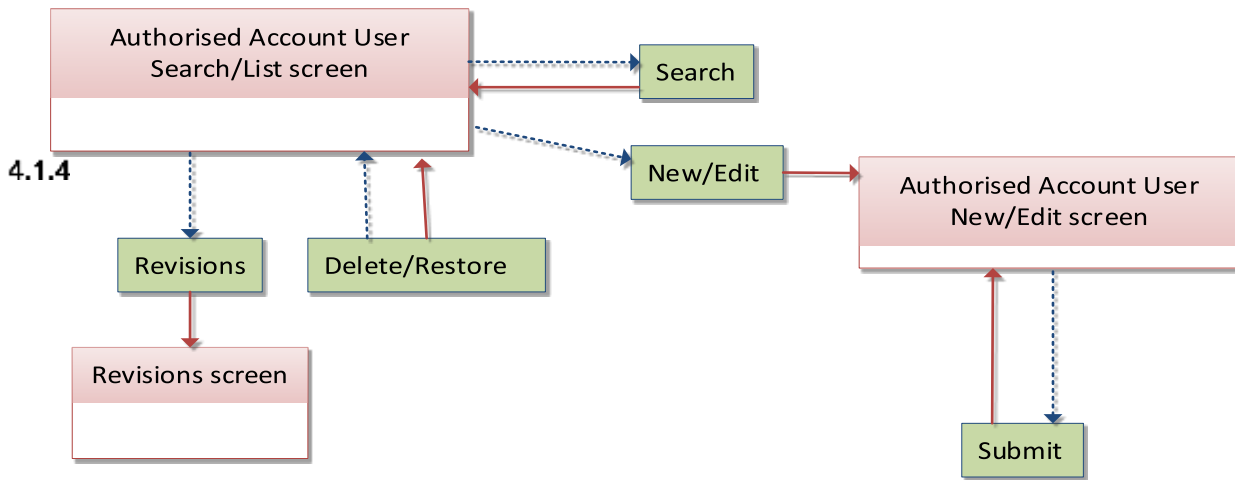 Authorised Account User
Search/List screen
Search
4.1.4
New/Edit
Authorised Account User
New/Edit screen
Revisions
Delete/Restore
Revisions screen
Submit